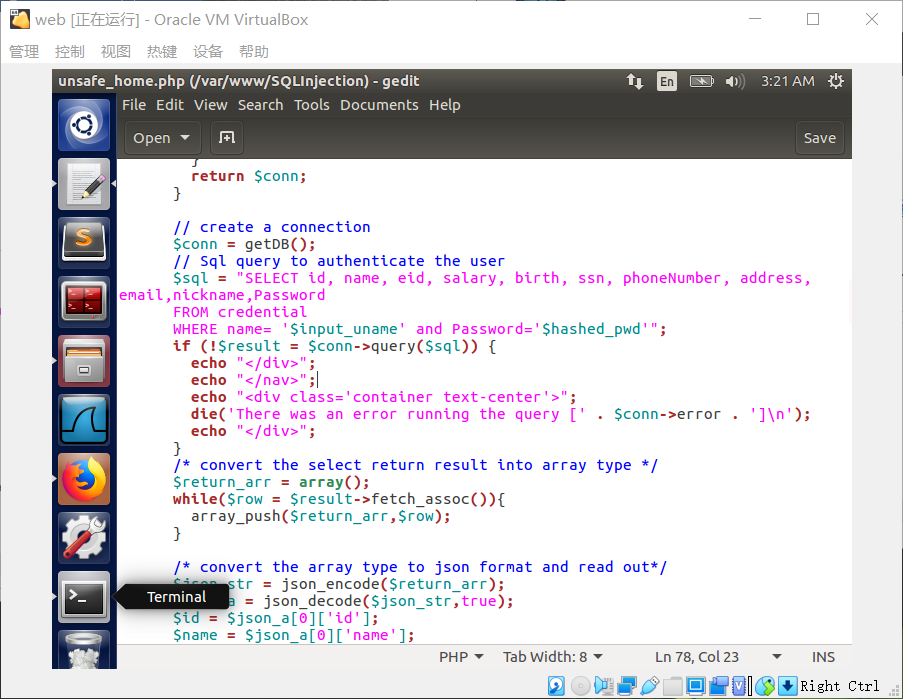 web [正在运行] - Oracle VM VirtualBox
管理 控制 视图 热键 设备 帮助
unsafe_home.php (/var/www/SQLInjection) - gedit En 3:21 AM
File Edit View Search Tools Documents Help
Open Save
}
return $conn;
}
// create a connection
$conn = getDB();
// Sql query to authenticate the user
$sql = "SELECT id, name, eid, salary, birth, ssn, phoneNumber, address,
email,nickname,Password
FROM credential
WHERE name= '$input_uname' and Password='$hashed_pwd'";
if (!$result = $conn->query($sql)) {
echo "</div>";
echo "</nav>";
echo "<div class='container text-center'>";
die('There was an error running the query [' . $conn->error . ']\n');
echo "</div>";
}
/* convert the select return result into array type */
$return_arr = array();
while($row = $result->fetch_assoc()){
array_push($return_arr,$row);
}
/* convert the array type to json format and read out*/
$json_str = json_encode($return_arr);
Terminal
a = json_decode($json_str,true);
$id = $json_a[0]['id'];
$name = $json_a[0]['name'];
PHP Tab Width: 8 Ln 78, Col 23 INS
Right Ctrl